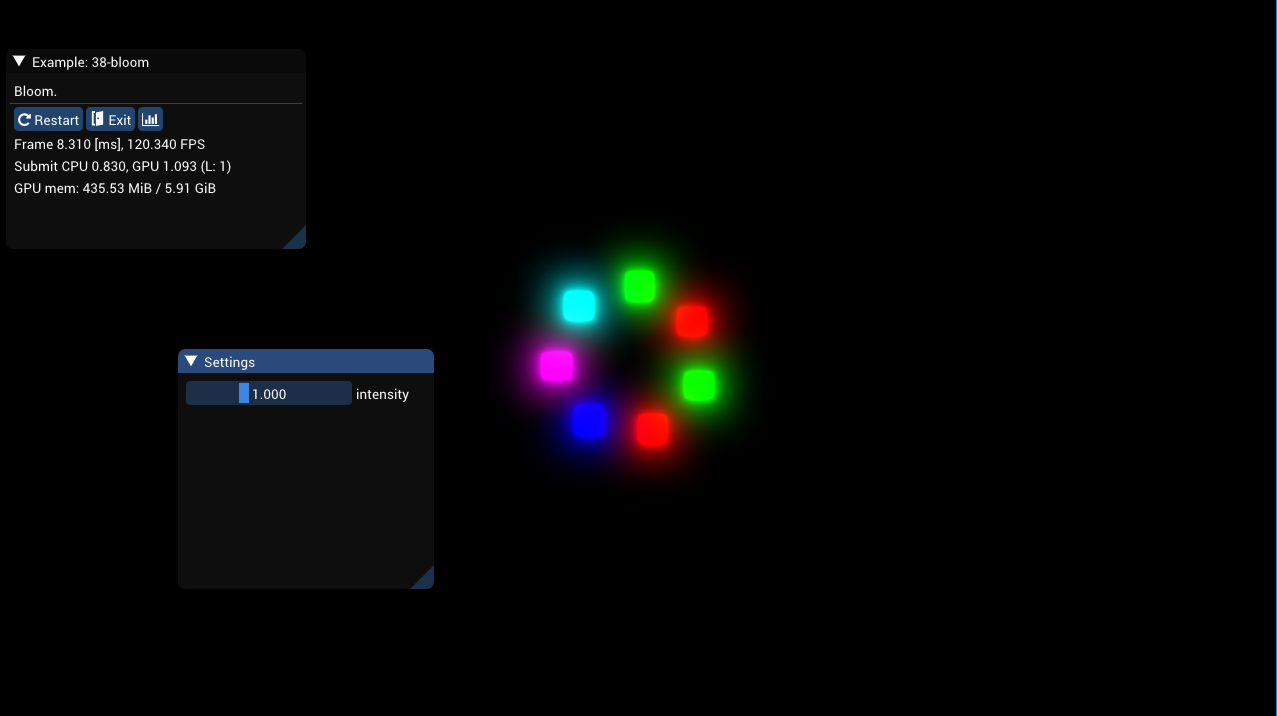 Example: 38-bloom
Bloom.
Restart Exit
Frame 8.310 [ms], 120.340 FPS
Submit CPU 0.830, GPU 1.093 (L: 1)
GPU mem: 435.53 MiB / 5.91 GiB
Settings
1.000 intensity